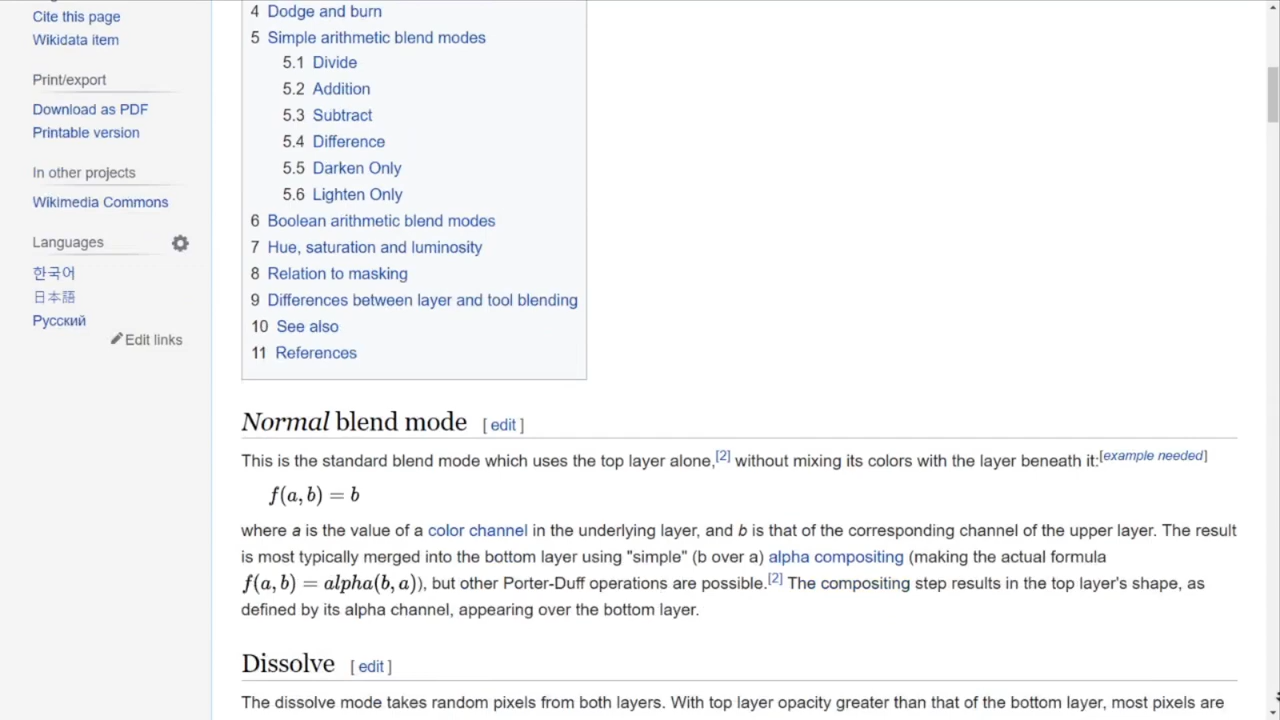 Cite this page
Wikidata item
Print/export
Download as PDF
Printable version
In other projects
Wikimedia Commons
Languages
한국어
日本語
Русский
Edit links
4 Dodge and burn
5 Simple arithmetic blend modes
5.1 Divide
5.2 Addition
5.3 Subtract
5.4 Difference
5.5 Darken Only
5.6 Lighten Only
6 Boolean arithmetic blend modes
7 Hue, saturation and luminosity
8 Relation to masking
9 Differences between layer and tool blending
10 See also
11 References
Normal blend mode [ edit ]
This is the standard blend mode which uses the top layer alone,[2] without mixing its colors with the layer beneath it:[example needed]
f(a, b) = b
where a is the value of a color channel in the underlying layer, and b is that of the corresponding channel of the upper layer. The result
is most typically merged into the bottom layer using "simple" (b over a) alpha compositing (making the actual formula
f(a, b) = alpha(b, a)), but other Porter-Duff operations are possible.[2] The compositing step results in the top layer's shape, as
defined by its alpha channel, appearing over the bottom layer.
Dissolve [ edit ]
The dissolve mode takes random pixels from both layers. With top layer opacity greater than that of the bottom layer, most pixels are